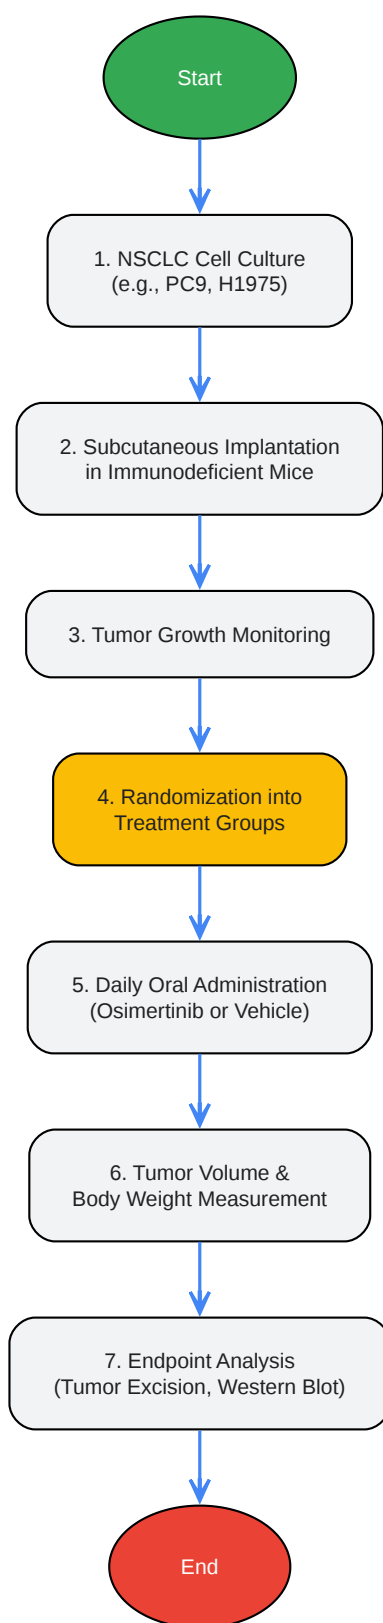 Start
1. NSCLC Cell Culture
(e.g., PC9, H1975)
2. Subcutaneous Implantation
in Immunodeficient Mice
3. Tumor Growth Monitoring
4. Randomization into
Treatment Groups
5. Daily Oral Administration
(Osimertinib or Vehicle)
6. Tumor Volume &
Body Weight Measurement
7. Endpoint Analysis
(Tumor Excision, Western Blot)
End